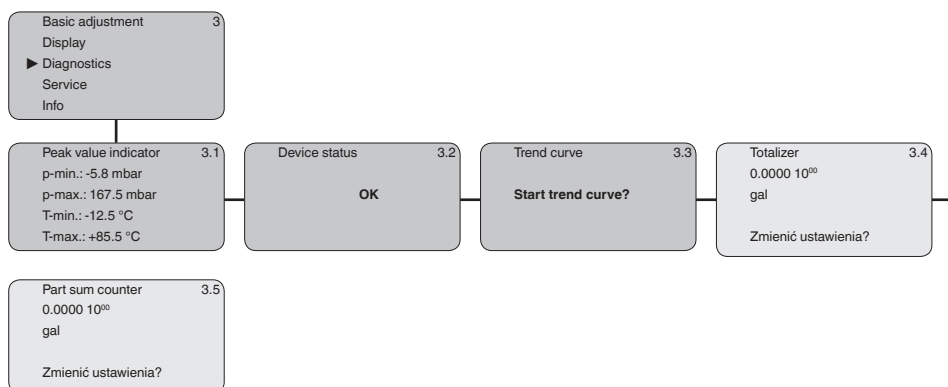 Basic adjustment 3
Display
▶ Diagnostics
Service
Info
Peak value indicator 3.1
p-min.: -5.8 mbar
p-max.: 167.5 mbar
T-min.: -12.5 °C
T-max.: +85.5 °C
Device status 3.2
OK
Trend curve 3.3
Start trend curve?
Totalizer 3.4
0.0000 10⁰⁰
gal
Zmienić ustawienia?
Part sum counter 3.5
0.0000 10⁰⁰
gal
Zmienić ustawienia?